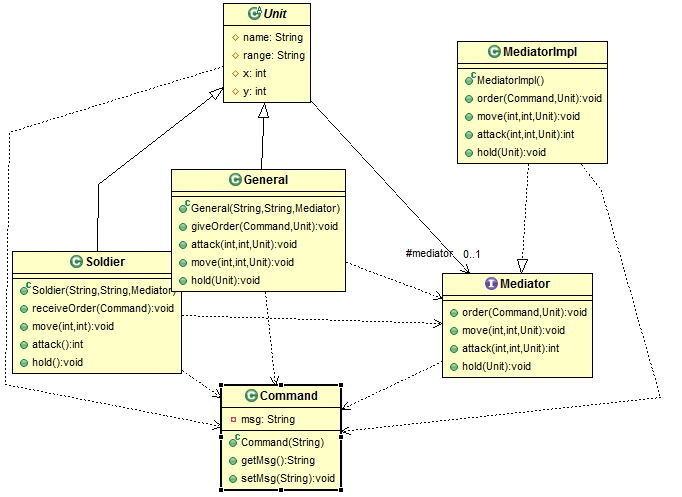 Unit
name: String
range: String
x: int
y: int
MediatorImpl
MediatorImpl()
order(Command,Unit):void
move(int,int,Unit):void
attack(int,int,Unit):int
hold(Unit):void
General
General(String,String,Mediator)
giveOrder(Command,Unit):void
attack(int,int,Unit):void
move(int,int,Unit):void
hold(Unit):void
#mediator 0..1
Soldier
Soldier(String,String,Mediator)
receiveOrder(Command):void
move(int,int):void
attack():int
hold():void
Mediator
order(Command,Unit):void
move(int,int,Unit):void
attack(int,int,Unit):int
hold(Unit):void
Command
msg: String
Command(String)
getMsg():String
setMsg(String):void